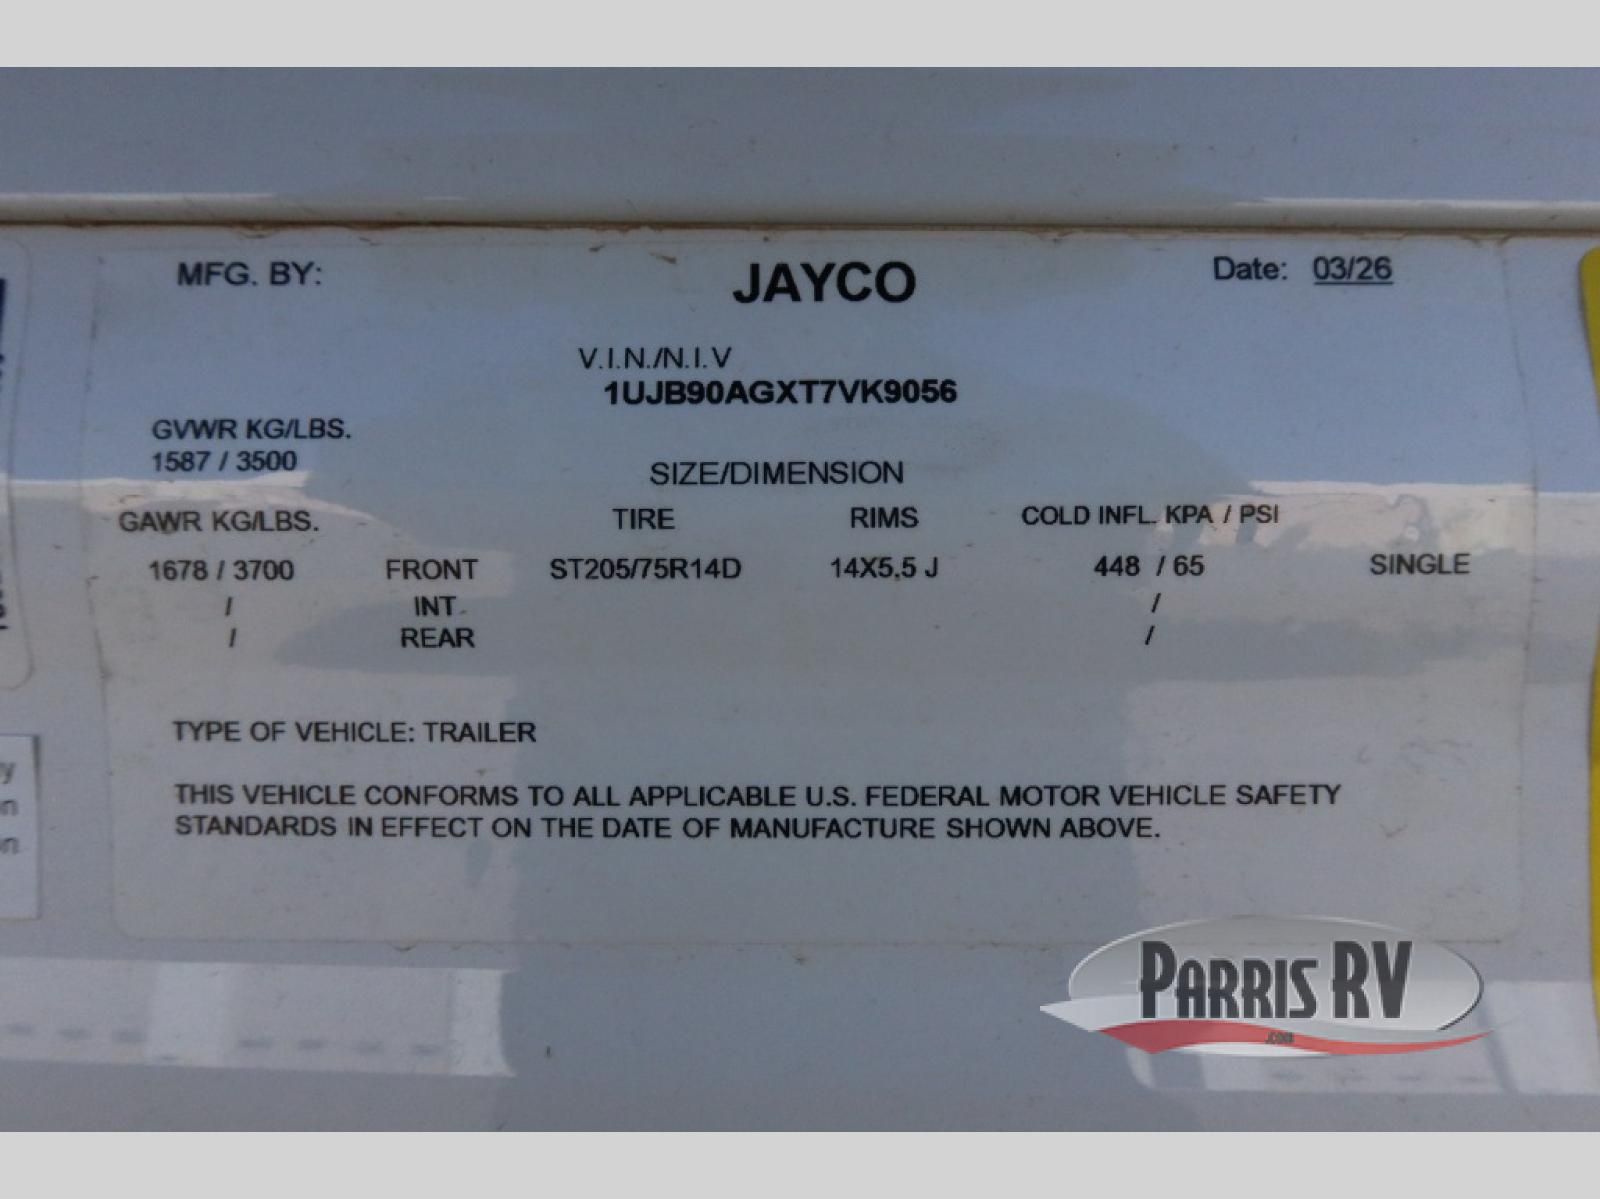 MFG. BY: JAYCO Date: 03/26
V.I.N./N.I.V
1UJB90AGXT7VK9056
GVWR KG/LBS.
1587 / 3500
SIZE/DIMENSION
GAWR KG/LBS. TIRE RIMS COLD INFL. KPA / PSI
1678 / 3700 FRONT ST205/75R14D 14X5.5 J 448 / 65 SINGLE
/ INT. /
/ REAR /
TYPE OF VEHICLE: TRAILER
THIS VEHICLE CONFORMS TO ALL APPLICABLE U.S. FEDERAL MOTOR VEHICLE SAFETY
STANDARDS IN EFFECT ON THE DATE OF MANUFACTURE SHOWN ABOVE.
PARRIS RV
.COM